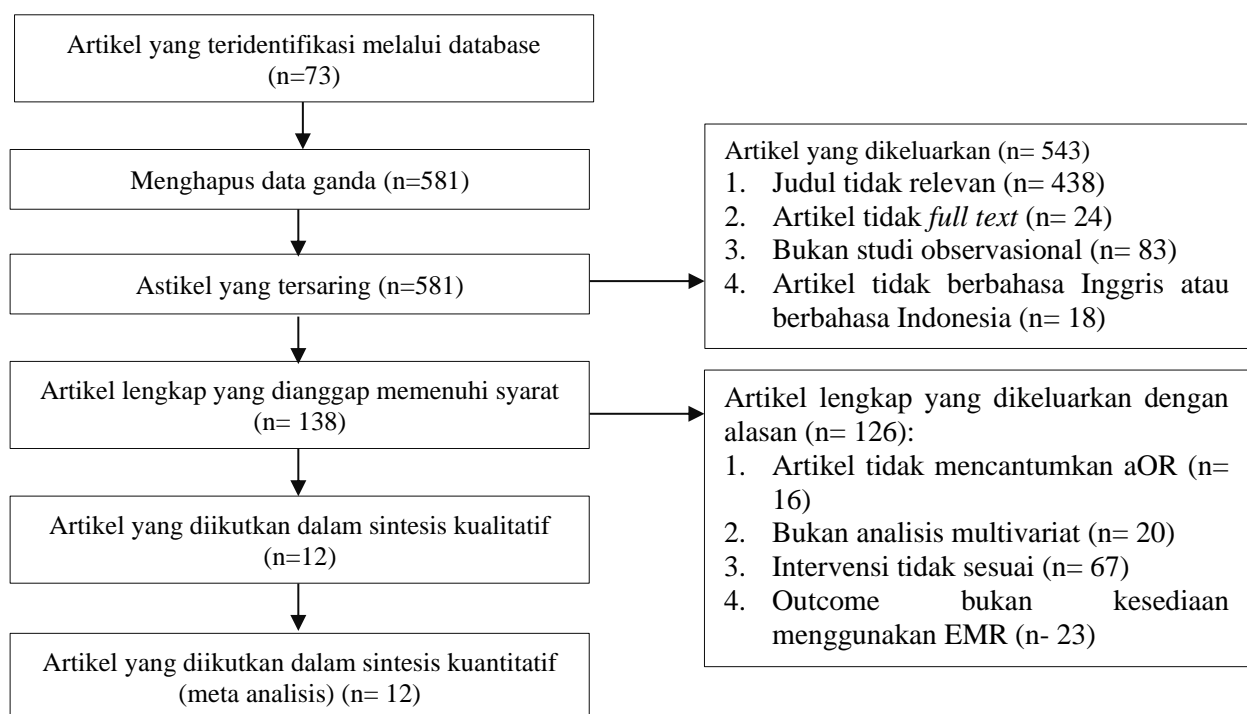 Artikel yang teridentifikasi melalui database
(n=73)
Menghapus data ganda (n=581)
Astikel yang tersaring (n=581)
Artikel yang dikeluarkan (n= 543)
1. Judul tidak relevan (n= 438)
2. Artikel tidak full text (n= 24)
3. Bukan studi observasional (n= 83)
4. Artikel tidak berbahasa Inggris atau
berbahasa Indonesia (n= 18)
Artikel lengkap yang dianggap memenuhi syarat
(n= 138)
Artikel lengkap yang dikeluarkan dengan
alasan (n= 126):
1. Artikel tidak mencantumkan aOR (n=
16)
2. Bukan analisis multivariat (n= 20)
3. Intervensi tidak sesuai (n= 67)
4. Outcome bukan kesediaan
menggunakan EMR (n- 23)
Artikel yang diikutkan dalam sintesis kualitatif
(n=12)
Artikel yang diikutkan dalam sintesis kuantitatif
(meta analisis) (n= 12)